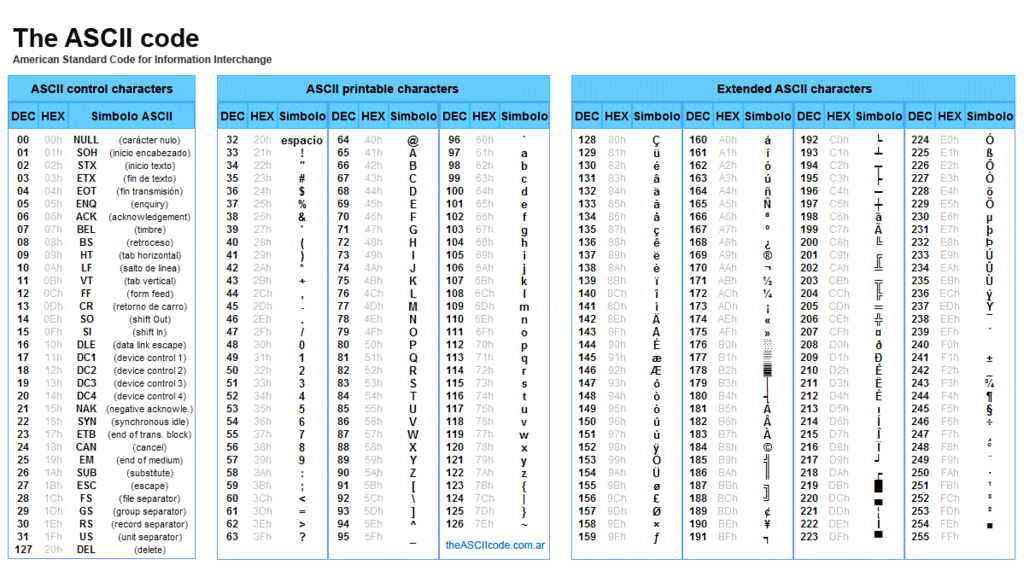 The ASCII code
American Standard Code for Information Interchange
ASCII control characters
DEC HEX Simbolo ASCII
00 00h NULL (carácter nulo)
01 01h SOH (inicio encabezado)
02 02h STX (inicio texto)
03 03h ETX (fin de texto)
04 04h EOT (fin transmisión)
05 05h ENQ (enquiry)
06 06h ACK (acknowledgement)
07 07h BEL (timbre)
08 08h BS (retroceso)
09 09h HT (tab horizontal)
10 0Ah LF (salto de linea)
11 0Bh VT (tab vertical)
12 0Ch FF (form feed)
13 0Dh CR (retorno de carro)
14 0Eh SO (shift Out)
15 0Fh SI (shift In)
16 10h DLE (data link escape)
17 11h DC1 (device control 1)
18 12h DC2 (device control 2)
19 13h DC3 (device control 3)
20 14h DC4 (device control 4)
21 15h NAK (negative acknowle.)
22 16h SYN (synchronous idle)
23 17h ETB (end of trans. block)
24 18h CAN (cancel)
25 19h EM (end of medium)
26 1Ah SUB (substitute)
27 1Bh ESC (escape)
28 1Ch FS (file separator)
29 1Dh GS (group separator)
30 1Eh RS (record separator)
31 1Fh US (unit separator)
127 20h DEL (delete)
ASCII printable characters
DEC HEX Simbolo DEC HEX Simbolo DEC HEX Simbolo
32 20h espacio 64 40h @ 96 60h `
33 21h ! 65 41h A 97 61h a
34 22h " 66 42h B 98 62h b
35 23h # 67 43h C 99 63h c
36 24h $ 68 44h D 100 64h d
37 25h % 69 45h E 101 65h e
38 26h & 70 46h F 102 66h f
39 27h ' 71 47h G 103 67h g
40 28h ( 72 48h H 104 68h h
41 29h ) 73 49h I 105 69h i
42 2Ah * 74 4Ah J 106 6Ah j
43 2Bh + 75 4Bh K 107 6Bh k
44 2Ch , 76 4Ch L 108 6Ch l
45 2Dh - 77 4Dh M 109 6Dh m
46 2Eh . 78 4Eh N 110 6Eh n
47 2Fh / 79 4Fh O 111 6Fh o
48 30h 0 80 50h P 112 70h p
49 31h 1 81 51h Q 113 71h q
50 32h 2 82 52h R 114 72h r
51 33h 3 83 53h S 115 73h s
52 34h 4 84 54h T 116 74h t
53 35h 5 85 55h U 117 75h u
54 36h 6 86 56h V 118 76h v
55 37h 7 87 57h W 119 77h w
56 38h 8 88 58h X 120 78h x
57 39h 9 89 59h Y 121 79h y
58 3Ah : 90 5Ah Z 122 7Ah z
59 3Bh ; 91 5Bh [ 123 7Bh {
60 3Ch < 92 5Ch \ 124 7Ch |
61 3Dh = 93 5Dh ] 125 7Dh }
62 3Eh > 94 5Eh ^ 126 7Eh ~
63 3Fh ? 95 5Fh _
theASCIIcode.com.ar
Extended ASCII characters
DEC HEX Simbolo DEC HEX Simbolo DEC HEX Simbolo DEC HEX Simbolo
128 80h Ç 160 A0h á 192 C0h └ 224 E0h Ó
129 81h ü 161 A1h í 193 C1h ┴ 225 E1h ß
130 82h é 162 A2h ó 194 C2h ┬ 226 E2h Ô
131 83h â 163 A3h ú 195 C3h ├ 227 E3h Ò
132 84h ä 164 A4h ñ 196 C4h ─ 228 E4h õ
133 85h à 165 A5h Ñ 197 C5h ┼ 229 E5h Õ
134 86h å 166 A6h ª 198 C6h ã 230 E6h µ
135 87h ç 167 A7h º 199 C7h Ã 231 E7h þ
136 88h ê 168 A8h ¿ 200 C8h ╚ 232 E8h Þ
137 89h ë 169 A9h ® 201 C9h ╔ 233 E9h Ú
138 8Ah è 170 AAh ¬ 202 CAh ╩ 234 EAh Û
139 8Bh ï 171 ABh ½ 203 CBh ╦ 235 EBh Ù
140 8Ch î 172 ACh ¼ 204 CCh ╠ 236 ECh ý
141 8Dh ì 173 ADh ¡ 205 CDh ═ 237 EDh Ý
142 8Eh Ä 174 AEh « 206 CEh ╬ 238 EEh ¯
143 8Fh Å 175 AFh » 207 CFh ¤ 239 EFh ´
144 90h É 176 B0h ░ 208 D0h ð 240 F0h
145 91h æ 177 B1h ▒ 209 D1h Ð 241 F1h ±
146 92h Æ 178 B2h ▓ 210 D2h Ê 242 F2h _
147 93h ô 179 B3h │ 211 D3h Ë 243 F3h ¾
148 94h ò 180 B4h ┤ 212 D4h È 244 F4h ¶
149 95h ò 181 B5h Á 213 D5h ı 245 F5h §
150 96h û 182 B6h Â 214 D6h Í 246 F6h ÷
151 97h ù 183 B7h À 215 D7h Î 247 F7h ¸
152 98h ÿ 184 B8h © 216 D8h Ï 248 F8h °
153 99h Ö 185 B9h ╣ 217 D9h ┘ 249 F9h ¨
154 9Ah Ü 186 BAh ║ 218 DAh ┌ 250 FAh ·
155 9Bh ø 187 BBh ╗ 219 DBh █ 251 FBh ¹
156 9Ch £ 188 BCh ╝ 220 DCh ▄ 252 FCh ³
157 9Dh Ø 189 BDh ¢ 221 DDh ¦ 253 FDh ²
158 9Eh × 190 BEh ¥ 222 DEh Ì 254 FEh ■
159 9Fh ƒ 191 BFh ┐ 223 DFh ▀ 255 FFh